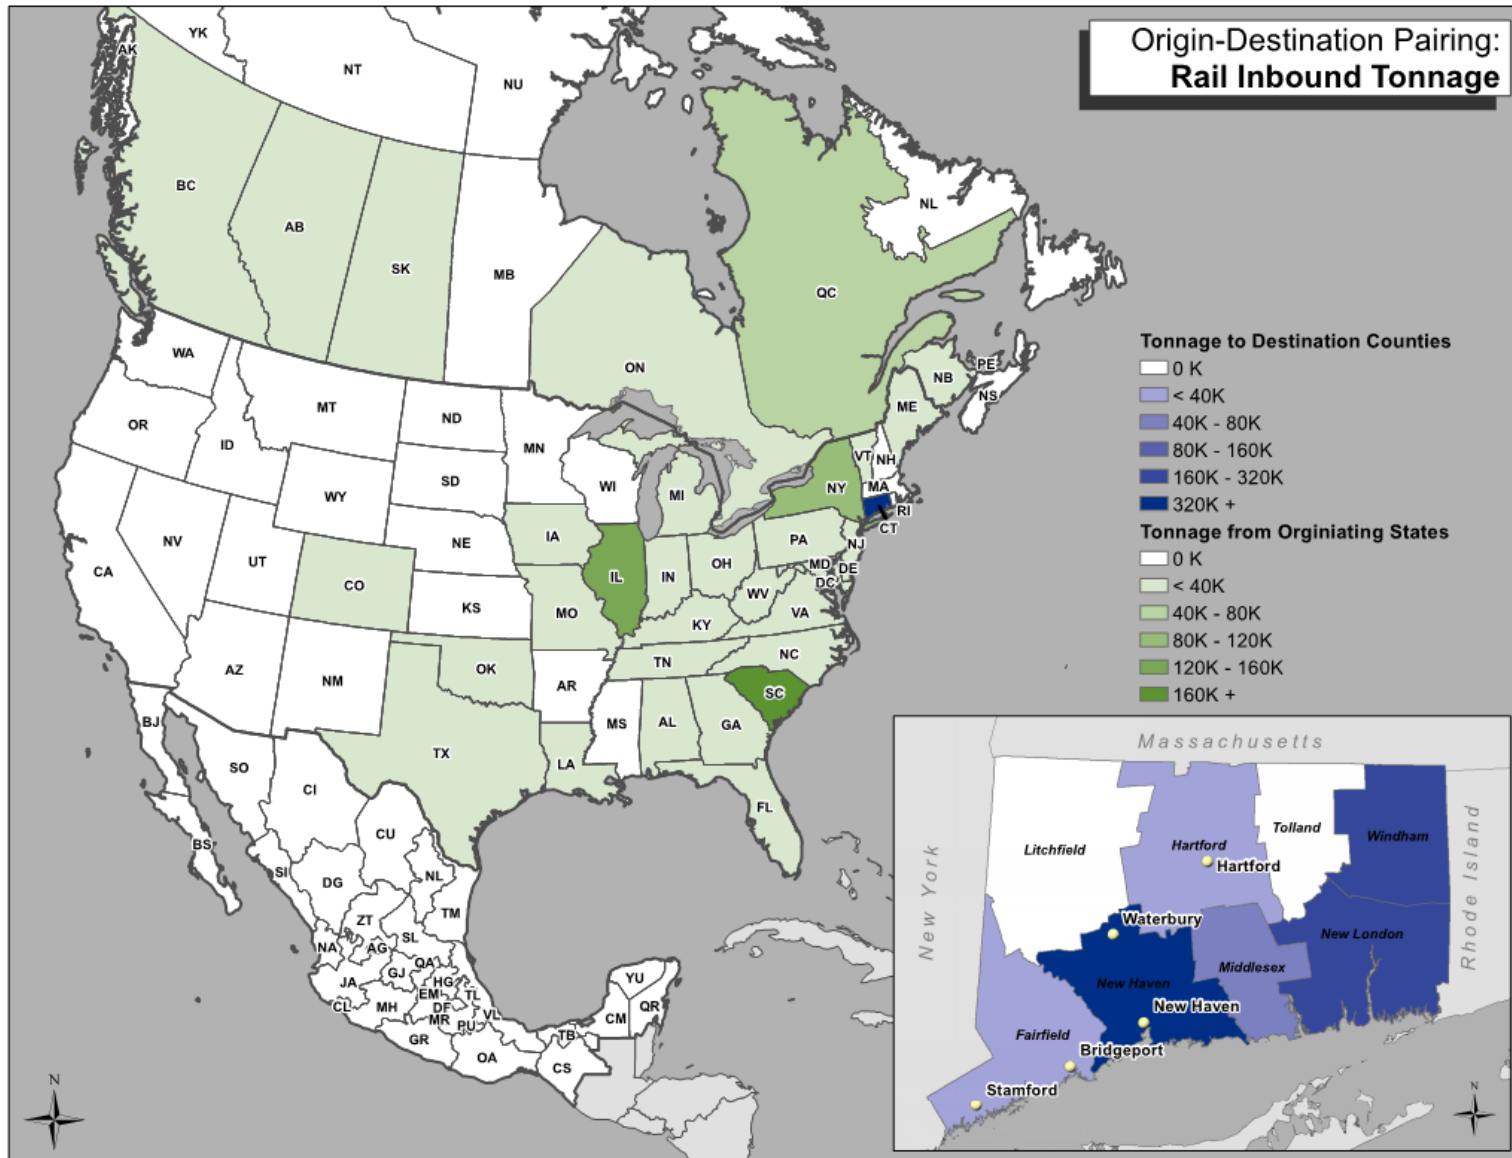 Origin-Destination Pairing:
Rail Inbound Tonnage
YK
AK
NT
NU
BC
AB
SK
MB
ON
QC
NL
NB
PE
NS
ME
WA
OR
ID
MT
ND
MN
SD
WY
WI
MI
NY
VT
NH
MA
RI
CT
NV
UT
CA
NE
IA
IL
IN
OH
PA
NJ
MD
DE
DC
WV
VA
CO
KS
MO
KY
TN
NC
SC
AZ
NM
OK
AR
MS
AL
GA
TX
LA
FL
BJ
SO
CI
CU
BS
SI
DG
NL
TM
ZT
SL
NA
AG
QA
JA
GJ
HG
EM
TL
CL
MH
DF
MR
PU
VL
GR
OA
TB
CS
YU
CM
QR
N
Tonnage to Destination Counties
0 K
< 40K
40K - 80K
80K - 160K
160K - 320K
320K +
Tonnage from Orginiating States
0 K
< 40K
40K - 80K
80K - 120K
120K - 160K
160K +
Massachusetts
New York
Rhode Island
Litchfield
Hartford
Hartford
Tolland
Windham
Waterbury
New London
Middlesex
New Haven
New Haven
Fairfield
Bridgeport
Stamford
N